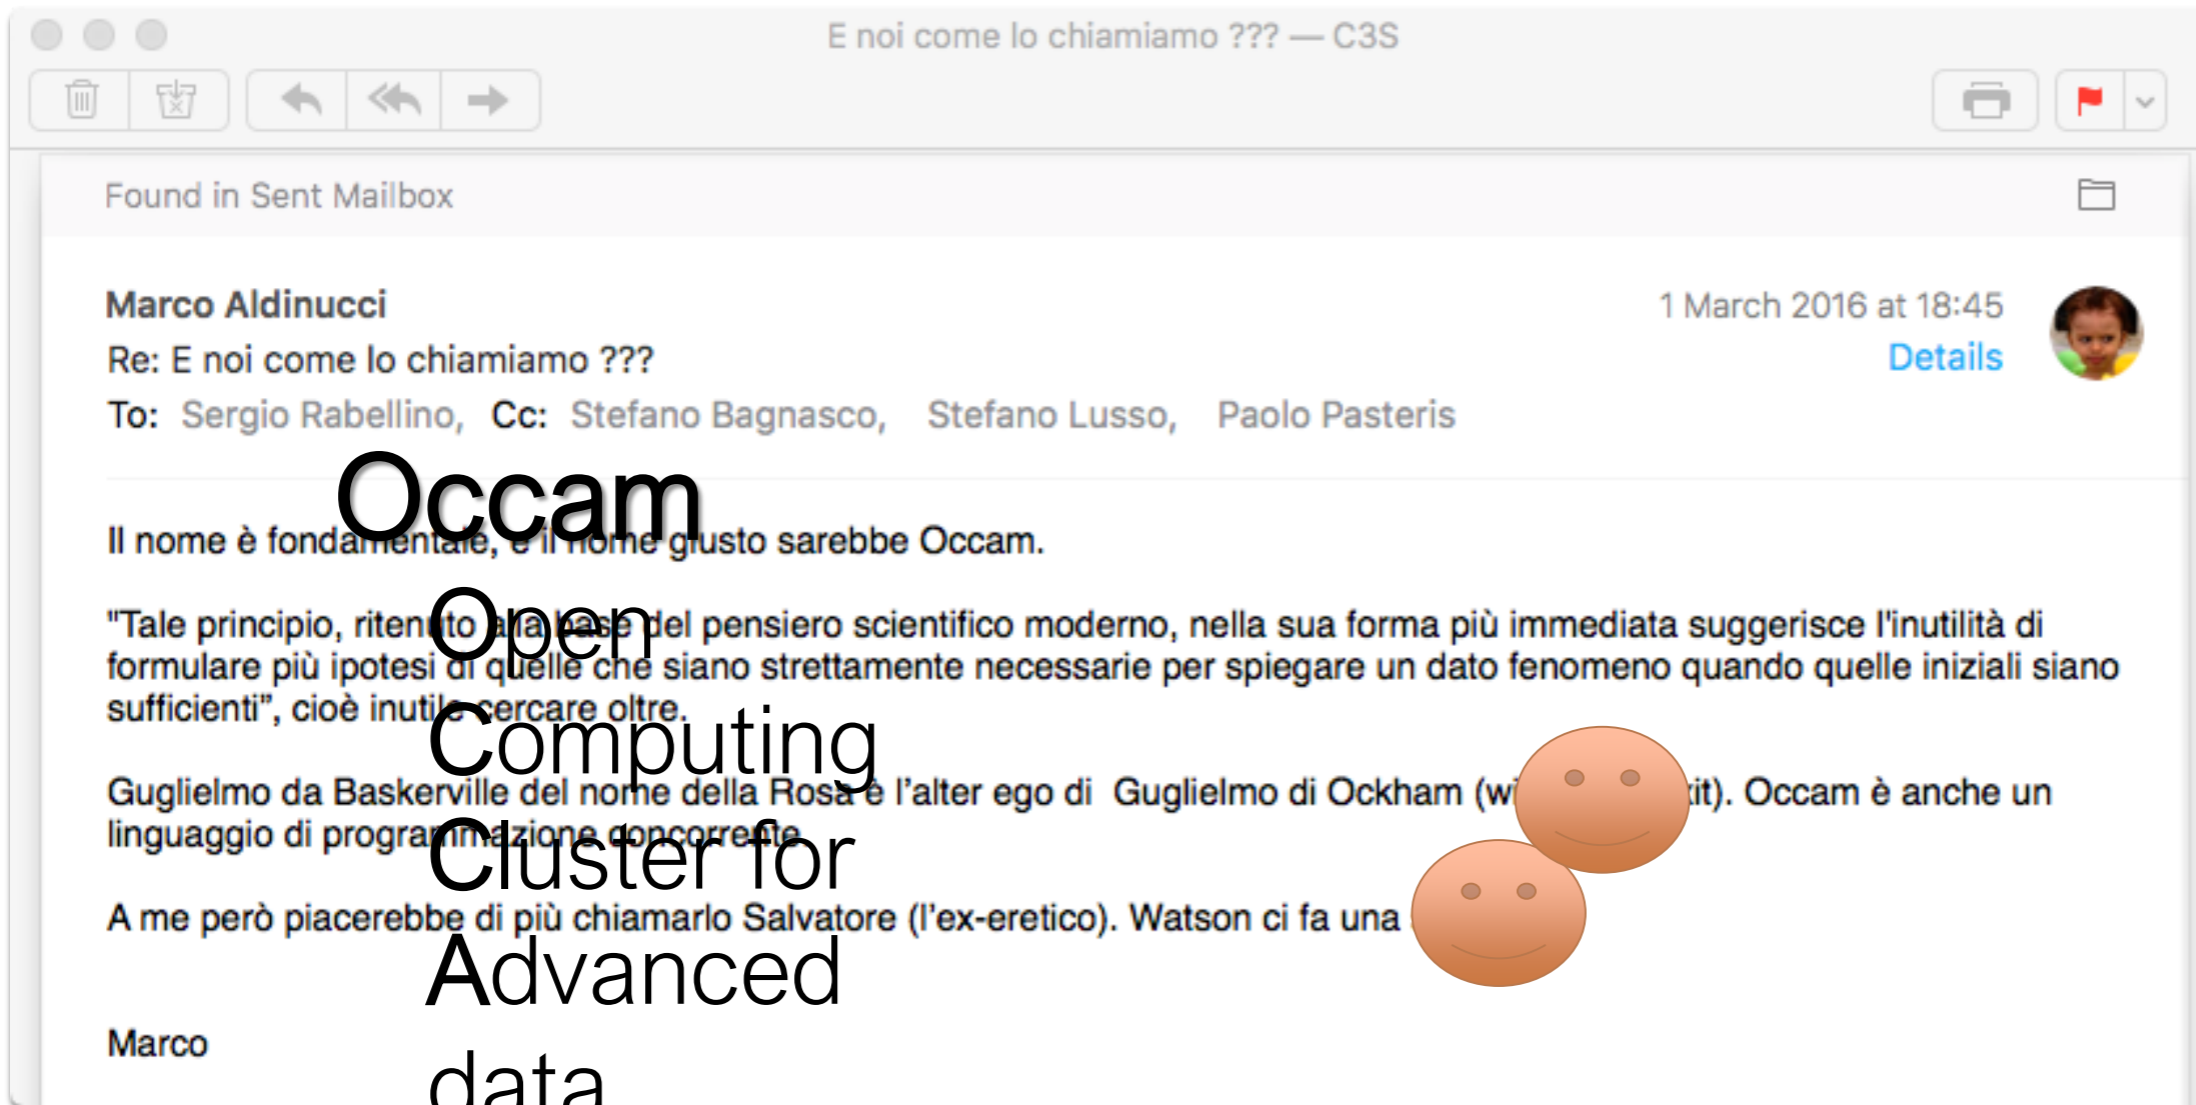 E noi come lo chiamiamo ??? — C3S
Found in Sent Mailbox
Marco Aldinucci
1 March 2016 at 18:45
Re: E noi come lo chiamiamo ???
Details
To: Sergio Rabellino, Cc: Stefano Bagnasco, Stefano Lusso, Paolo Pasteris
Occam
Il nome è fondamentale, e il nome giusto sarebbe Occam.
Open
"Tale principio, ritenuto alla base del pensiero scientifico moderno, nella sua forma più immediata suggerisce l'inutilità di
formulare più ipotesi di quelle che siano strettamente necessarie per spiegare un dato fenomeno quando quelle iniziali siano
sufficienti”, cioè inutile cercare oltre.
Computing
Guglielmo da Baskerville del nome della Rosa è l’alter ego di Guglielmo di Ockham (wi it). Occam è anche un
linguaggio di programmazione concorrente
Cluster for
A me però piacerebbe di più chiamarlo Salvatore (l’ex-eretico). Watson ci fa una
Advanced
Marco
data